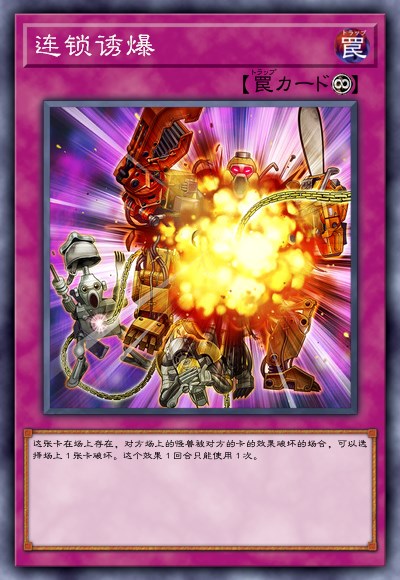 连锁诱爆
トラップ
罠
トラップ
【罠カード】
这张卡在场上存在，对方场上的怪兽被对方的卡的效果破坏的场合，可以选
择场上１张卡破坏。这个效果１回合只能使用１次。